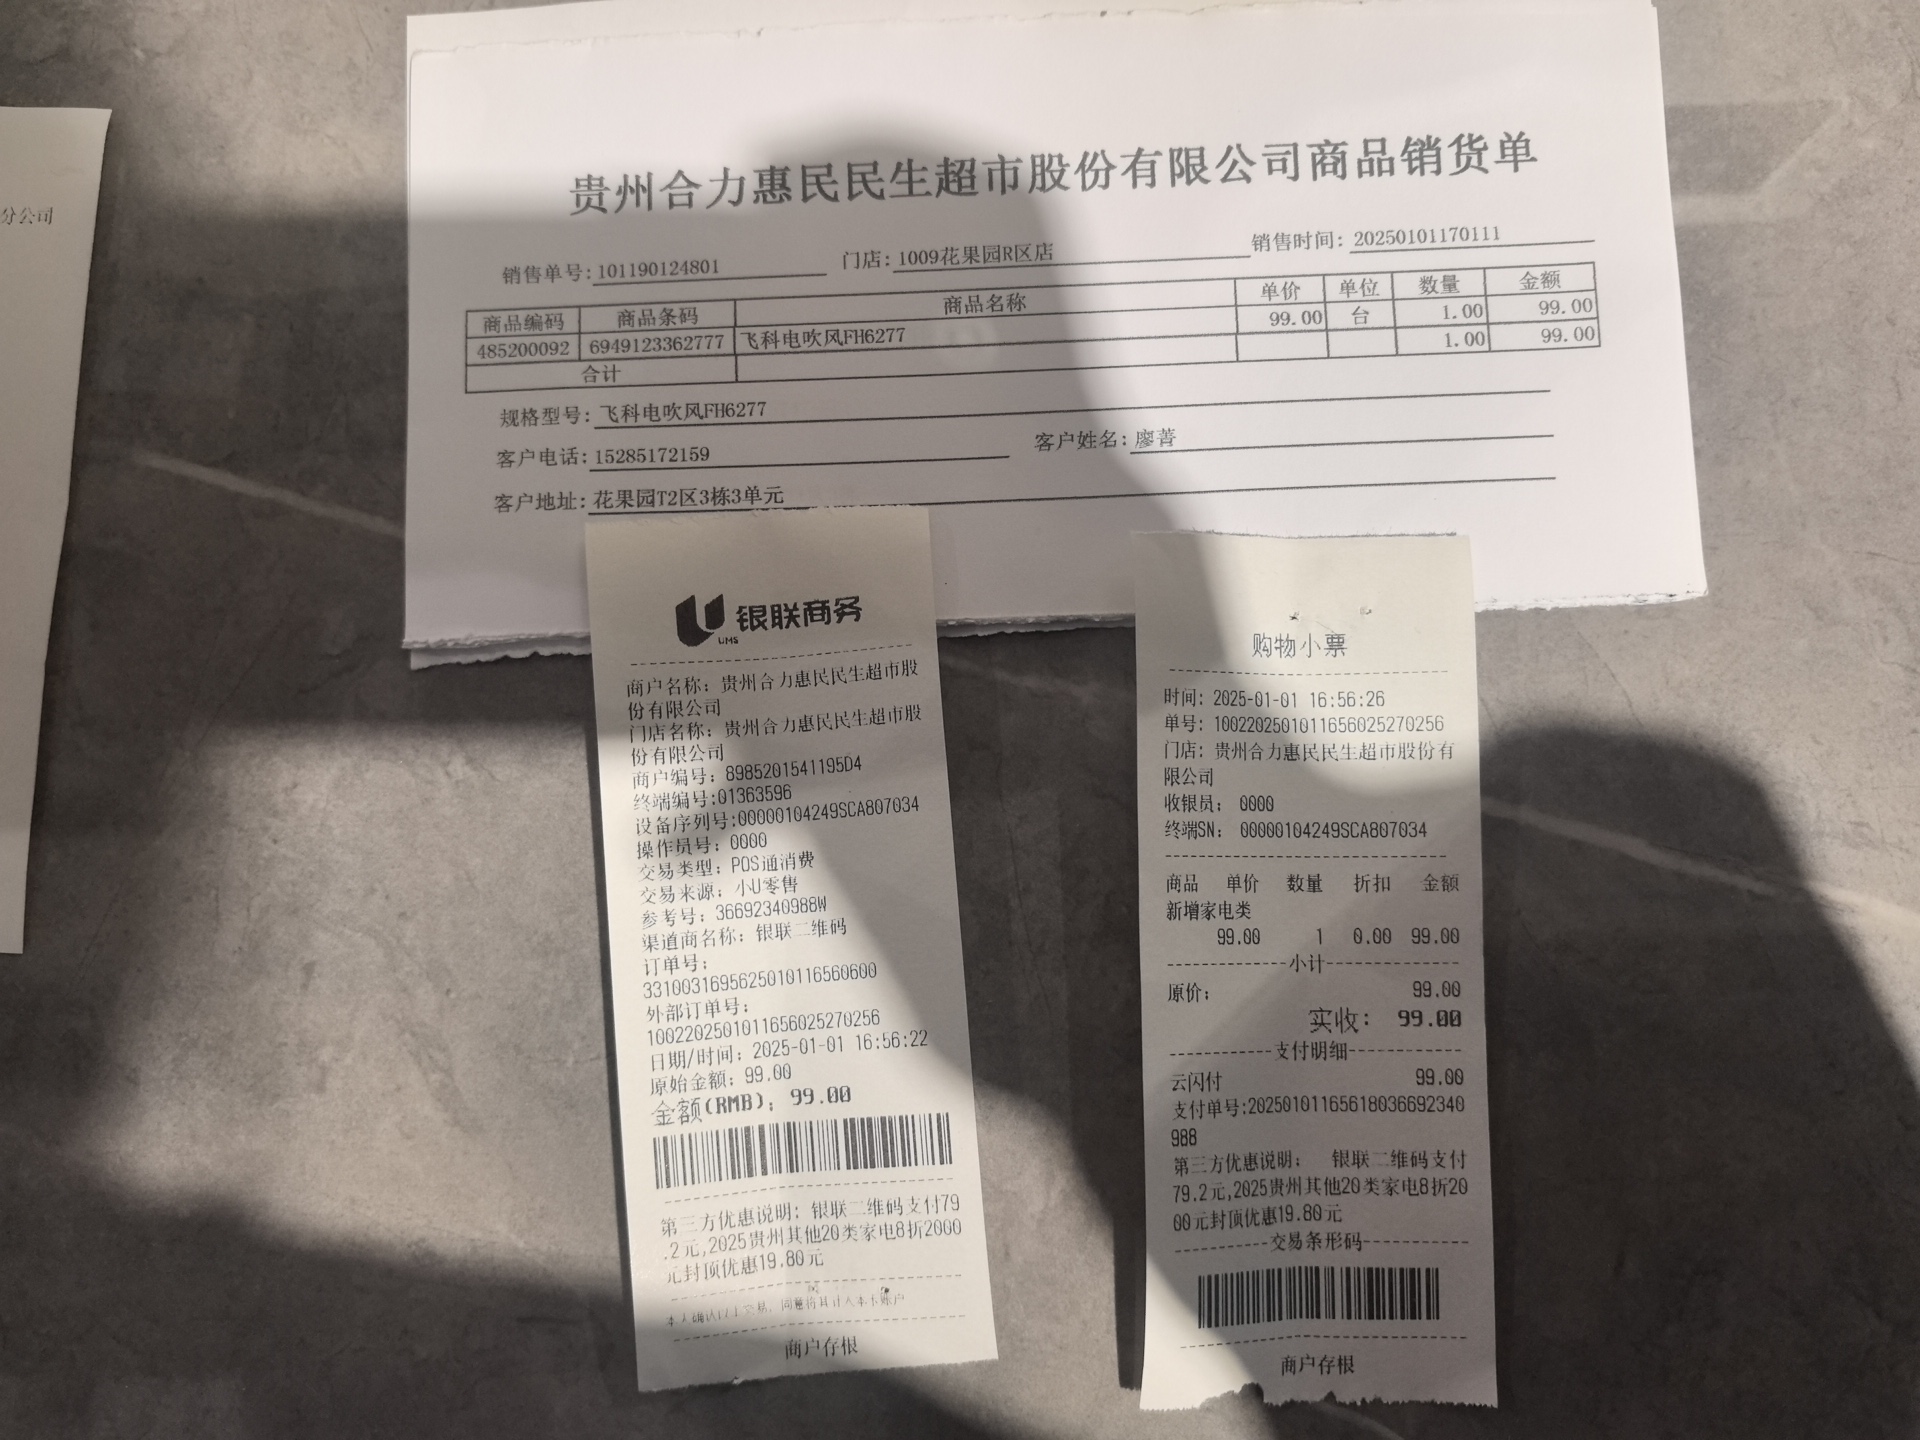 分公司
贵州合力惠民民生超市股份有限公司商品销货单
销售单号:101190124801 门店:1009花果园R区店 销售时间:20250101170111
商品编码 商品条码 商品名称 单价 单位 数量 金额
485200092 6949123362777 飞科电吹风FH6277 99.00 台 1.00 99.00
合计 1.00 99.00
规格型号:飞科电吹风FH6277
客户电话:15285172159 客户姓名:廖菁
客户地址:花果园T2区3栋3单元
银联商务
UMS
商户名称: 贵州合力惠民民生超市股
份有限公司
门店名称: 贵州合力惠民民生超市股
份有限公司
商户编号: 8985201541195D4
终端编号:01363596
设备序列号:00000104249SCA807034
操作员号: 0000
交易类型: POS通消费
交易来源: 小U零售
参考号: 36692340988W
渠道商名称: 银联二维码
订单号:
3310031695625010116560600
外部订单号:
1002202501011656025270256
日期/时间: 2025-01-01 16:56:22
原始金额: 99.00
金额(RMB): 99.00
第三方优惠说明: 银联二维码支付79
.2元,2025贵州其他20类家电8折2000
元封顶优惠19.80元
本人确认以上交易, 同意将其计入本卡账户
商户存根
购物小票
时间: 2025-01-01 16:56:26
单号: 1002202501011656025270256
门店: 贵州合力惠民民生超市股份有
限公司
收银员: 0000
终端SN: 00000104249SCA807034
商品 单价 数量 折扣 金额
新增家电类
99.00 1 0.00 99.00
小计
原价: 99.00
实收: 99.00
支付明细
云闪付 99.00
支付单号:20250101165618036692340
988
第三方优惠说明: 银联二维码支付
79.2元,2025贵州其他20类家电8折20
00元封顶优惠19.80元
交易条形码
商户存根